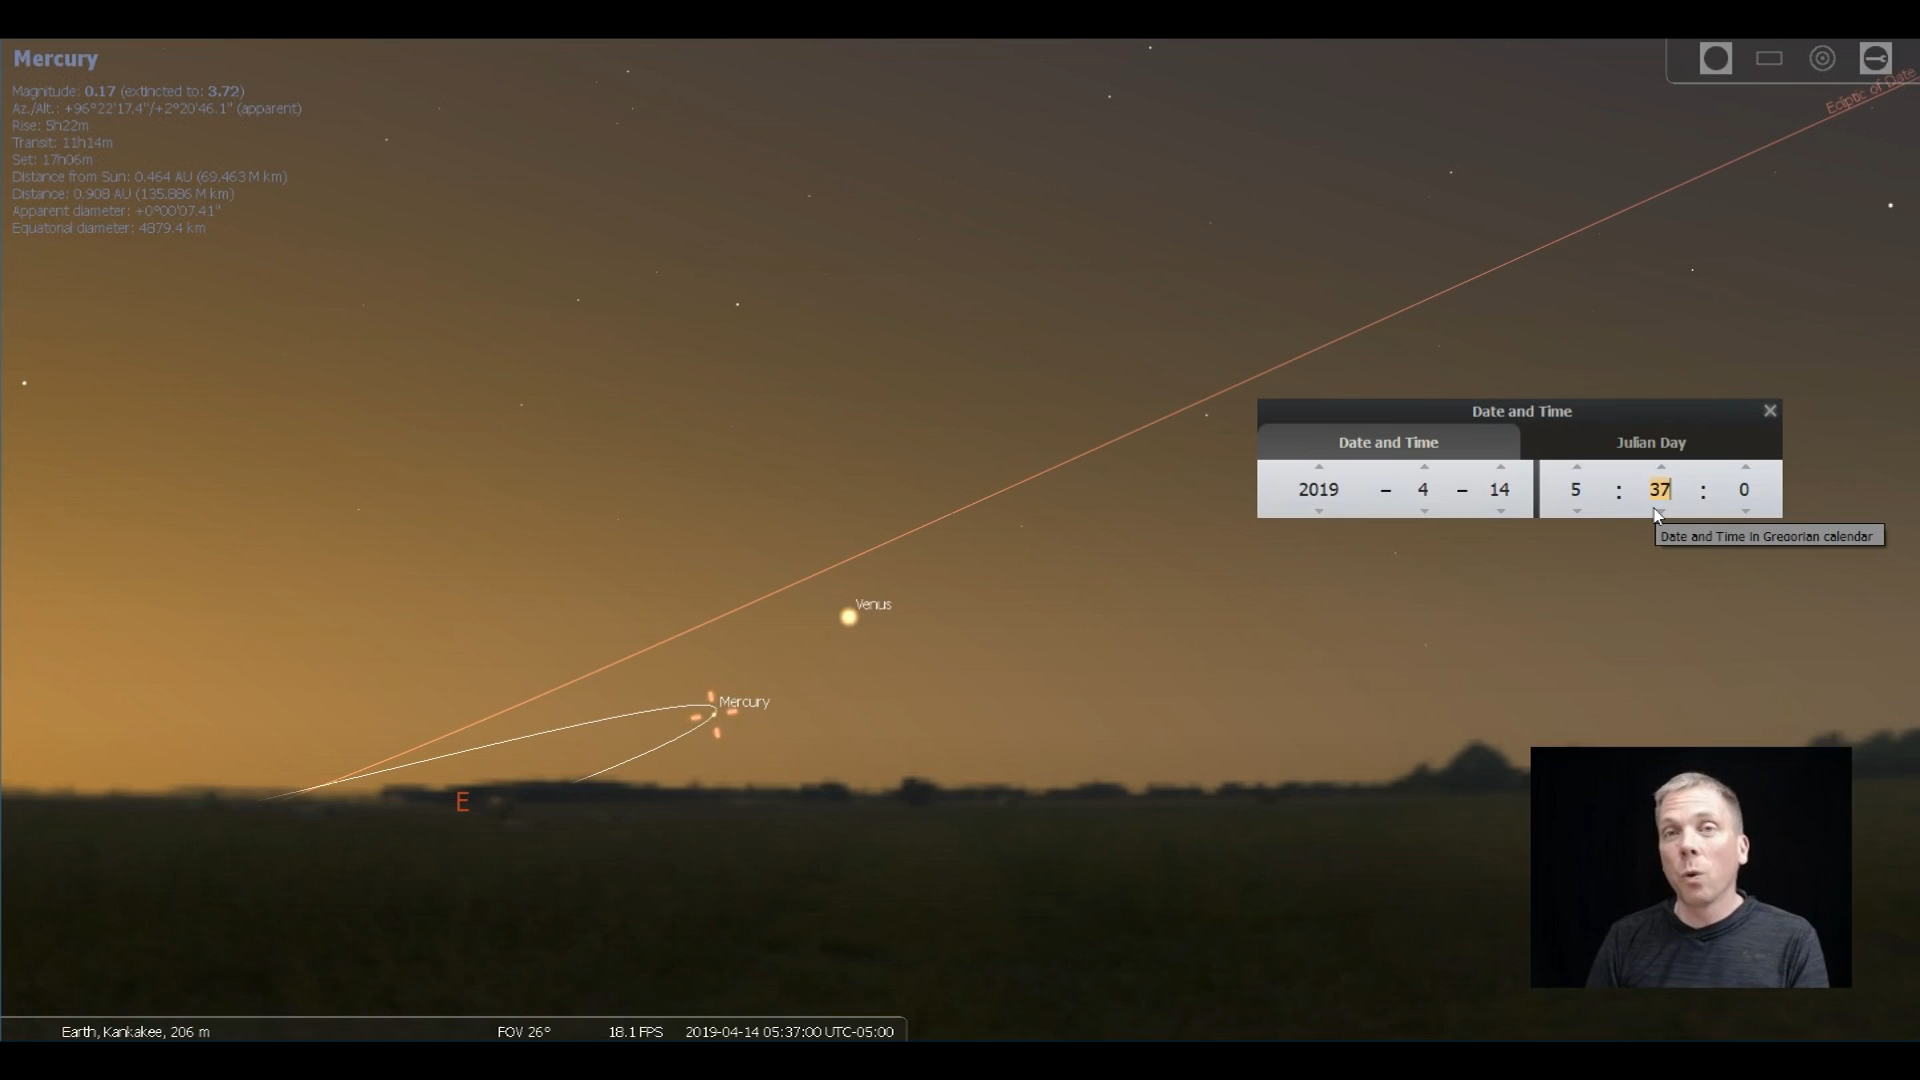 Mercury
Magnitude: 0.17 (extincted to: 3.72)
Az./Alt.: +96°22'17.4"/+2°20'46.1" (apparent)
Rise: 5h22m
Transit: 11h14m
Set: 17h06m
Distance from Sun: 0.464 AU (69.463 M km)
Distance: 0.908 AU (135.886 M km)
Apparent diameter: +0°00'07.41"
Equatorial diameter: 4879.4 km
Ecliptic of Date
Date and Time
Date and Time Julian Day
2019 - 4 - 14 5 : 37 : 0
Date and Time in Gregorian calendar
Venus
Mercury
E
Earth, Kankakee, 206 m FOV 26° 18.1 FPS 2019-04-14 05:37:00 UTC-05:00